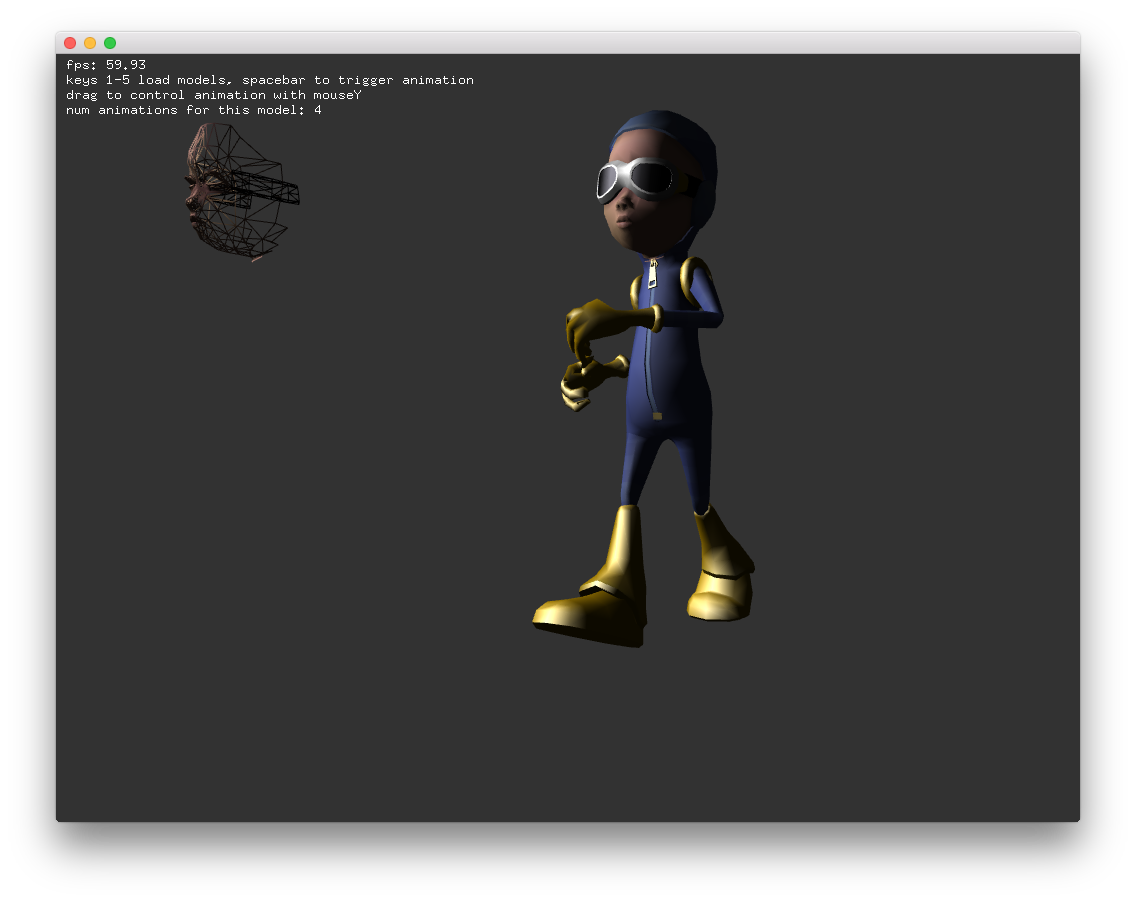 fps: 59.93
keys 1-5 load models, spacebar to trigger animation
drag to control animation with mouseY
num animations for this model: 4